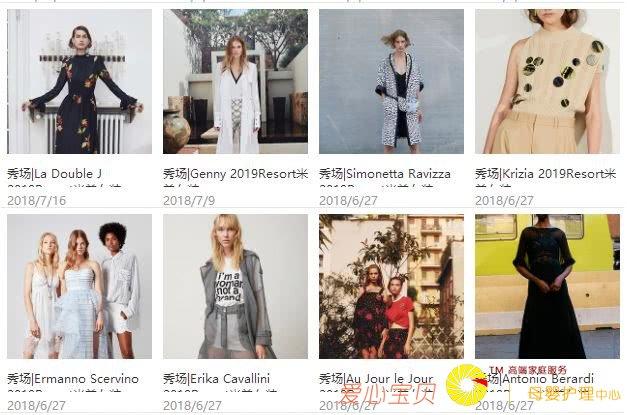 秀场|La Double J
2018/7/16
秀场|Genny 2019Resort米
2018/7/9
秀场|Simonetta Ravizza
2018/6/27
秀场|Krizia 2019Resort米
2018/6/27
i'm a
woman
not a
brand
秀场|Ermanno Scervino
2018/6/27
秀场|Erika Cavallini
2018/6/27
秀场|Au Jour le Jour
2018/6/27
秀场|Antonio Berardi
2018/6/27
爱心宝贝
TM 高端家庭服务
母婴护理中心